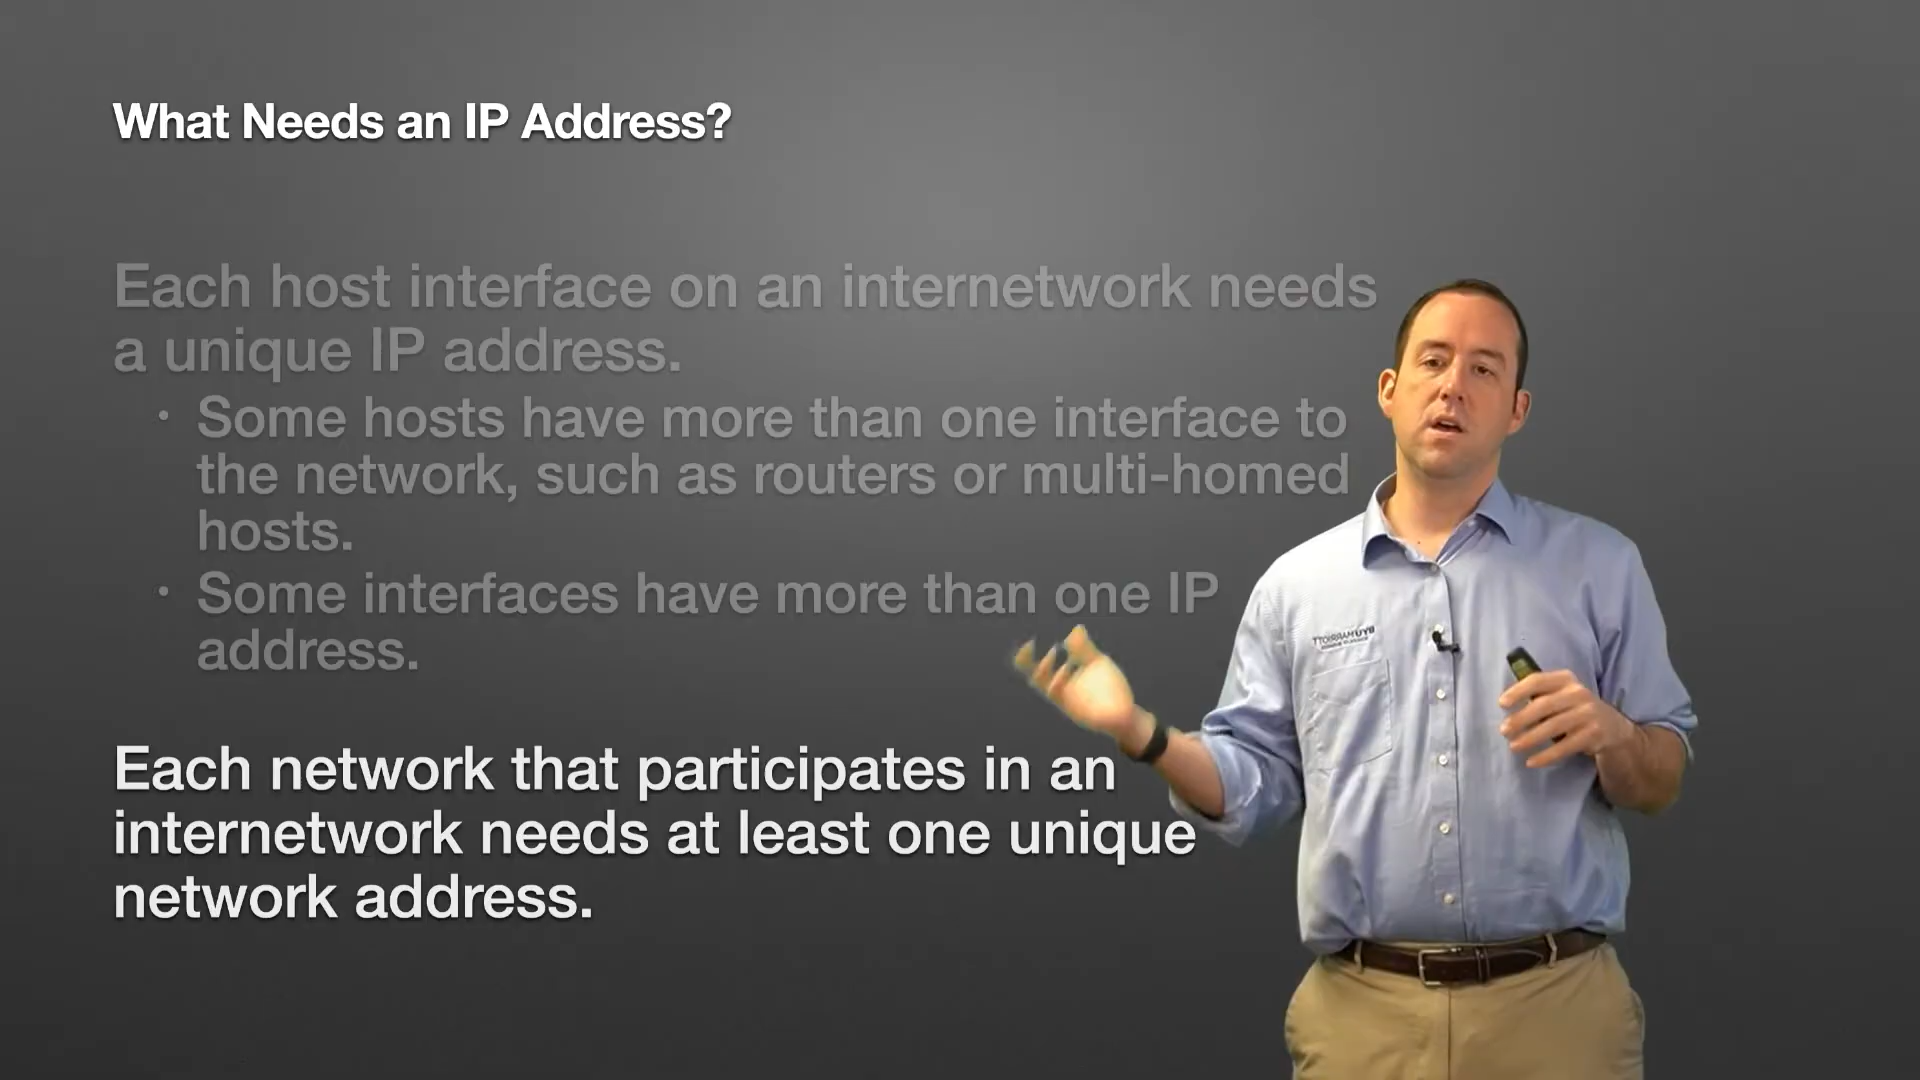 What Needs an IP Address?
Each host interface on an internetwork needs
a unique IP address.
· Some hosts have more than one interface to
the network, such as routers or multi-homed
hosts.
· Some interfaces have more than one IP
address.
Each network that participates in an
internetwork needs at least one unique
network address.
BYU MARRIOTT